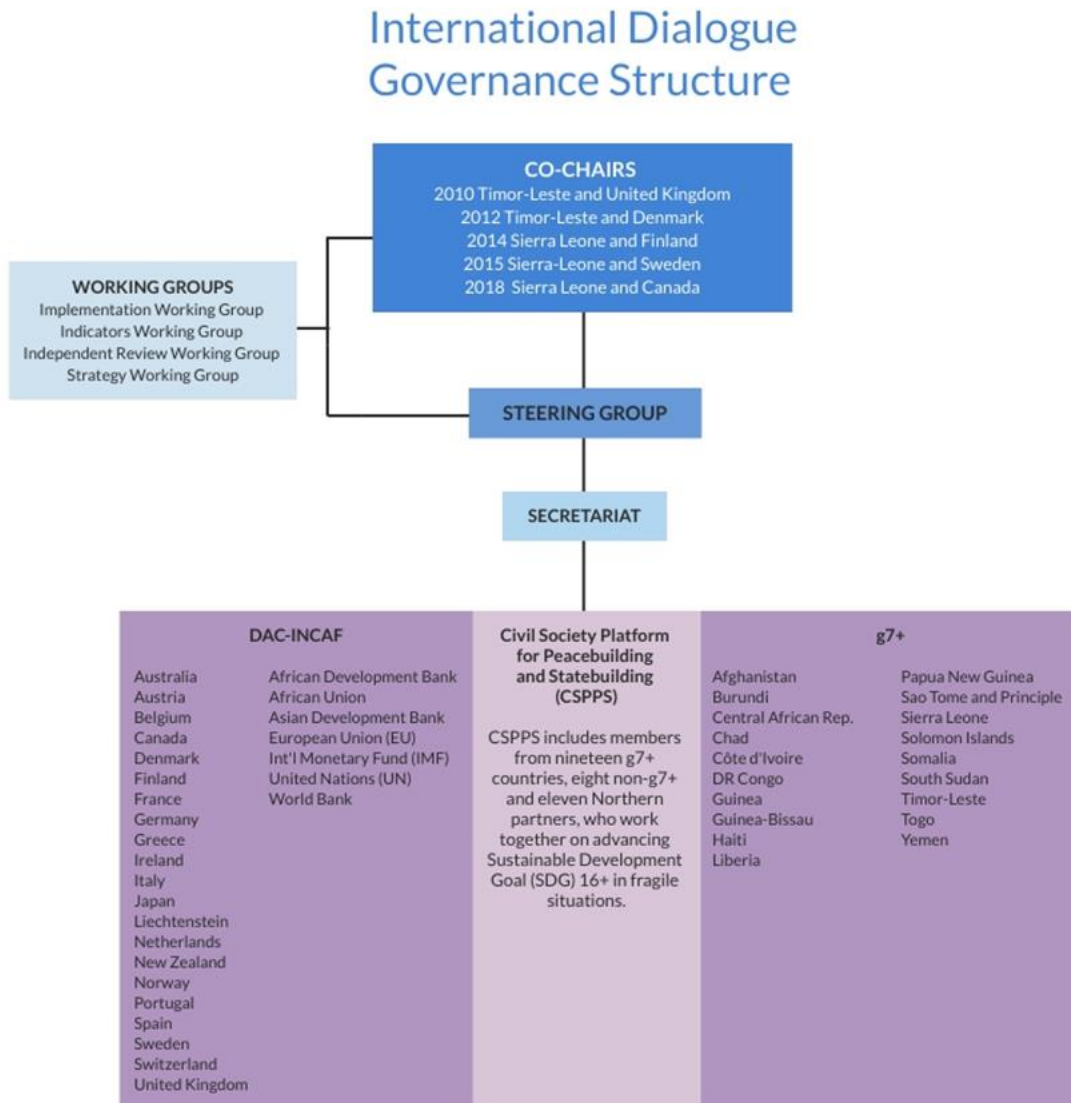 International Dialogue
Governance Structure
CO-CHAIRS
2010 Timor-Leste and United Kingdom
2012 Timor-Leste and Denmark
2014 Sierra Leone and Finland
2015 Sierra-Leone and Sweden
2018 Sierra Leone and Canada
WORKING GROUPS
Implementation Working Group
Indicators Working Group
Independent Review Working Group
Strategy Working Group
STEERING GROUP
SECRETARIAT
DAC-INCAF
Australia
Austria
Belgium
Canada
Denmark
Finland
France
Germany
Greece
Ireland
Italy
Japan
Liechtenstein
Netherlands
New Zealand
Norway
Portugal
Spain
Sweden
Switzerland
United Kingdom
African Development Bank
African Union
Asian Development Bank
European Union (EU)
Int'l Monetary Fund (IMF)
United Nations (UN)
World Bank
Civil Society Platform
for Peacebuilding
and Statebuilding
(CSPPS)
CSPPS includes members
from nineteen g7+
countries, eight non-g7+
and eleven Northern
partners, who work
together on advancing
Sustainable Development
Goal (SDG) 16+ in fragile
situations.
g7+
Afghanistan
Burundi
Central African Rep.
Chad
Côte d'Ivoire
DR Congo
Guinea
Guinea-Bissau
Haiti
Liberia
Papua New Guinea
Sao Tome and Principle
Sierra Leone
Solomon Islands
Somalia
South Sudan
Timor-Leste
Togo
Yemen